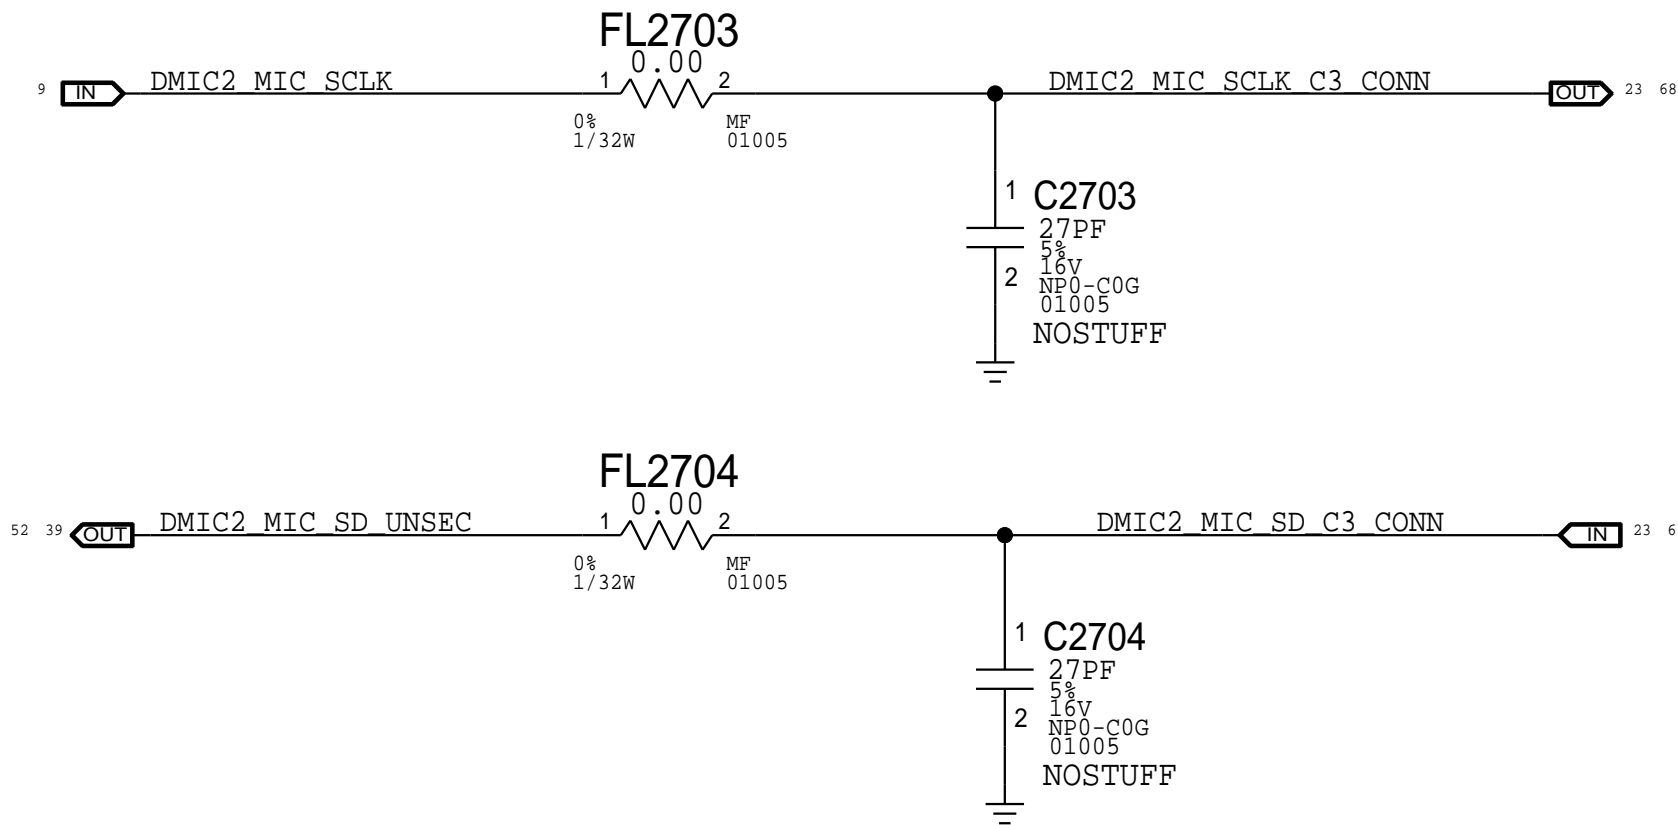 FL2703
0.00
9 IN DMIC2_MIC_SCLK 1 2 DMIC2_MIC_SCLK_C3_CONN OUT 23 68
0% MF
1/32W 01005
1 C2703
27PF
5%
16V
2 NP0-C0G
01005
NOSTUFF
FL2704
0.00
52 39 OUT DMIC2_MIC_SD_UNSEC 1 2 DMIC2_MIC_SD_C3_CONN IN 23 6
0% MF
1/32W 01005
1 C2704
27PF
5%
16V
2 NP0-C0G
01005
NOSTUFF